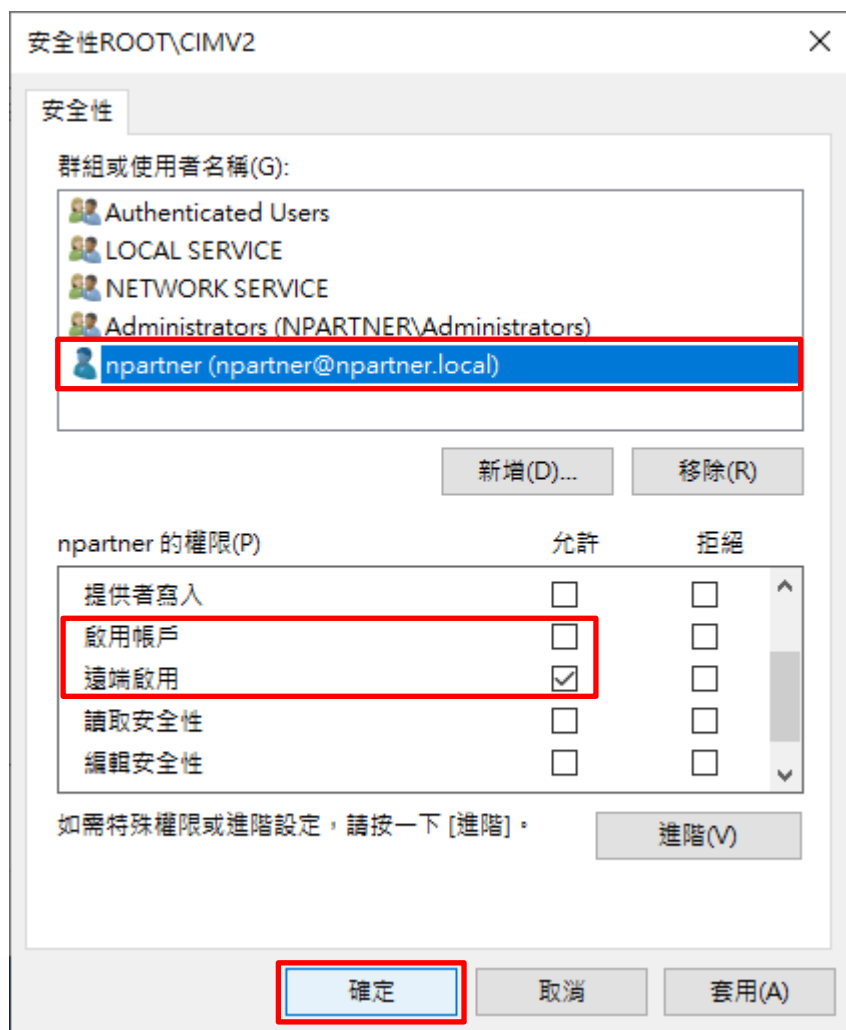 安全性ROOT\CIMV2
安全性
群組或使用者名稱(G):
Authenticated Users
LOCAL SERVICE
NETWORK SERVICE
Administrators (NPARTNER\Administrators)
npartner (npartner@npartner.local)
新增(D)... 移除(R)
npartner 的權限(P) 允許 拒絕
提供者寫入
啟用帳戶
遠端啟用
讀取安全性
編輯安全性
如需特殊權限或進階設定，請按一下 [進階]。 進階(V)
確定 取消 套用(A)